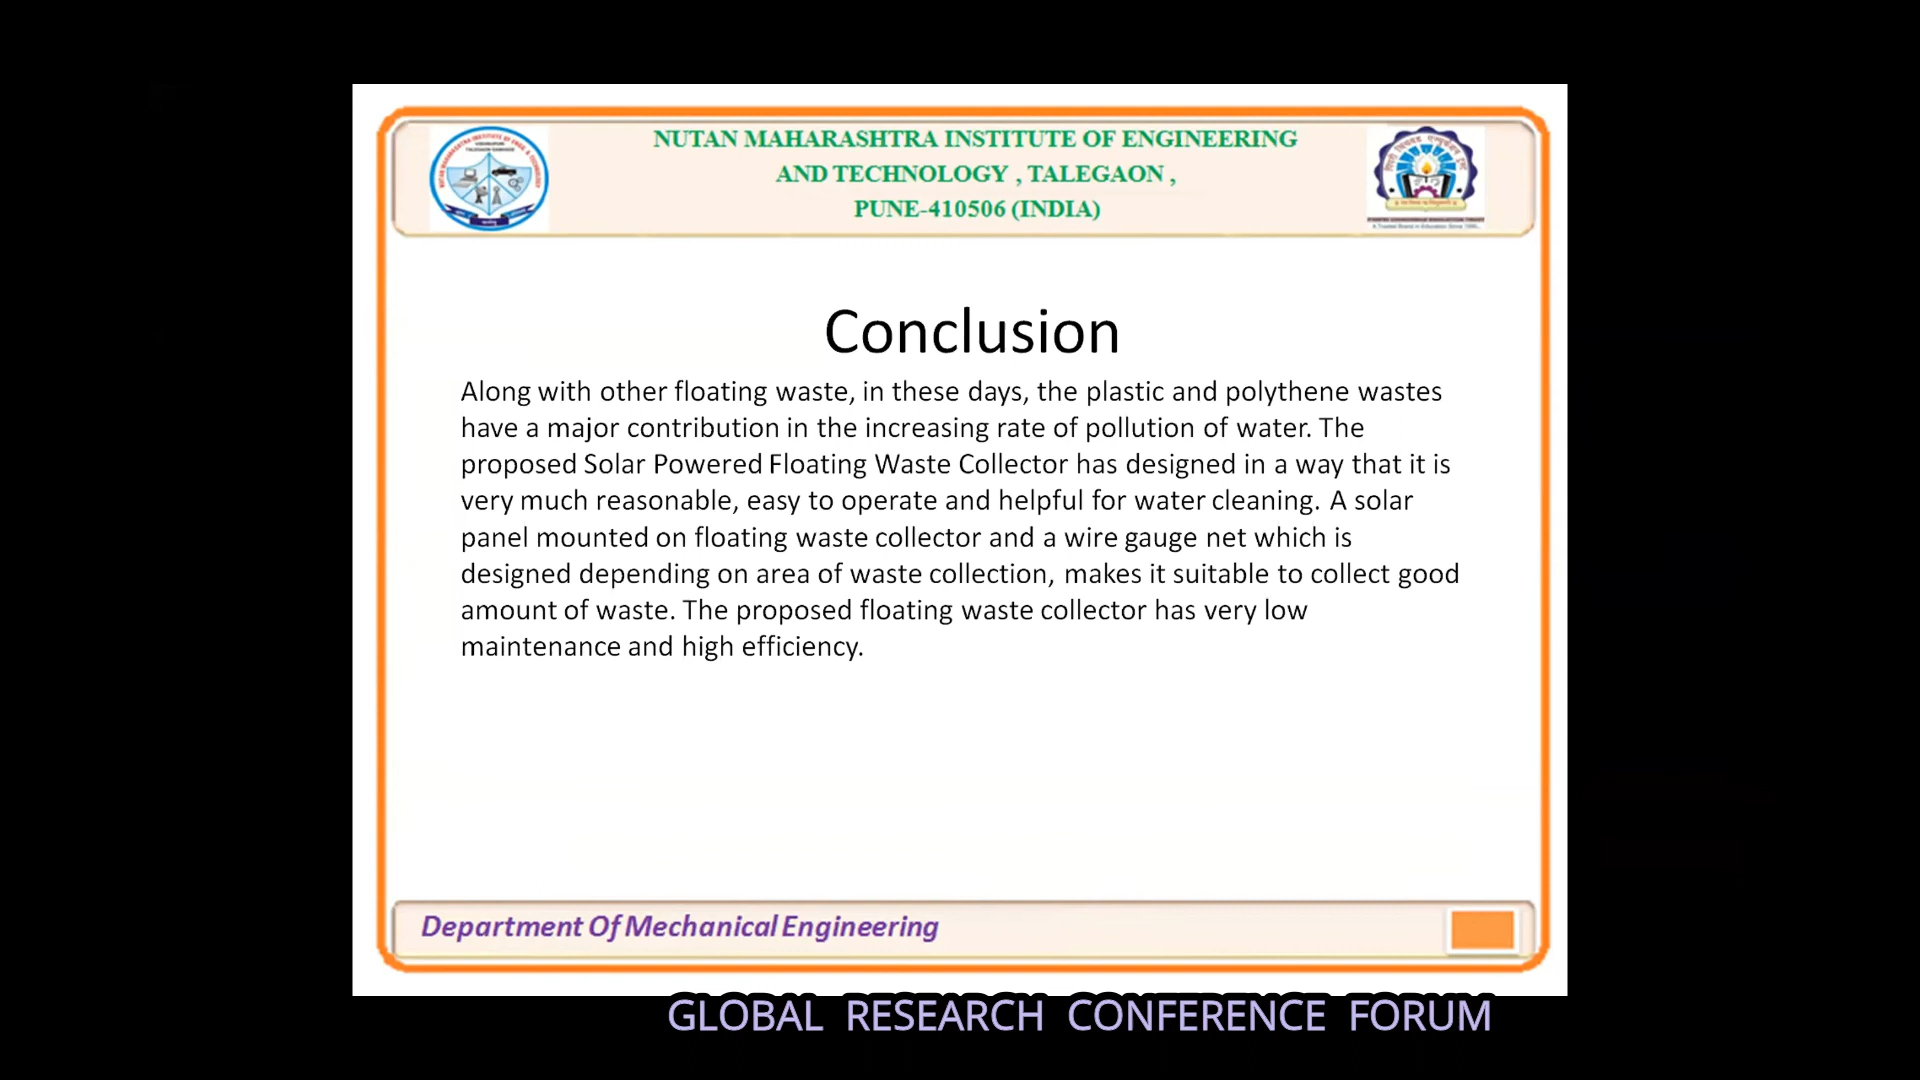 NUTAN MAHARASHTRA INSTITUTE OF ENGINEERING
AND TECHNOLOGY , TALEGAON ,
PUNE-410506 (INDIA)
Conclusion
Along with other floating waste, in these days, the plastic and polythene wastes
have a major contribution in the increasing rate of pollution of water. The
proposed Solar Powered Floating Waste Collector has designed in a way that it is
very much reasonable, easy to operate and helpful for water cleaning. A solar
panel mounted on floating waste collector and a wire gauge net which is
designed depending on area of waste collection, makes it suitable to collect good
amount of waste. The proposed floating waste collector has very low
maintenance and high efficiency.
Department Of Mechanical Engineering
GLOBAL RESEARCH CONFERENCE FORUM